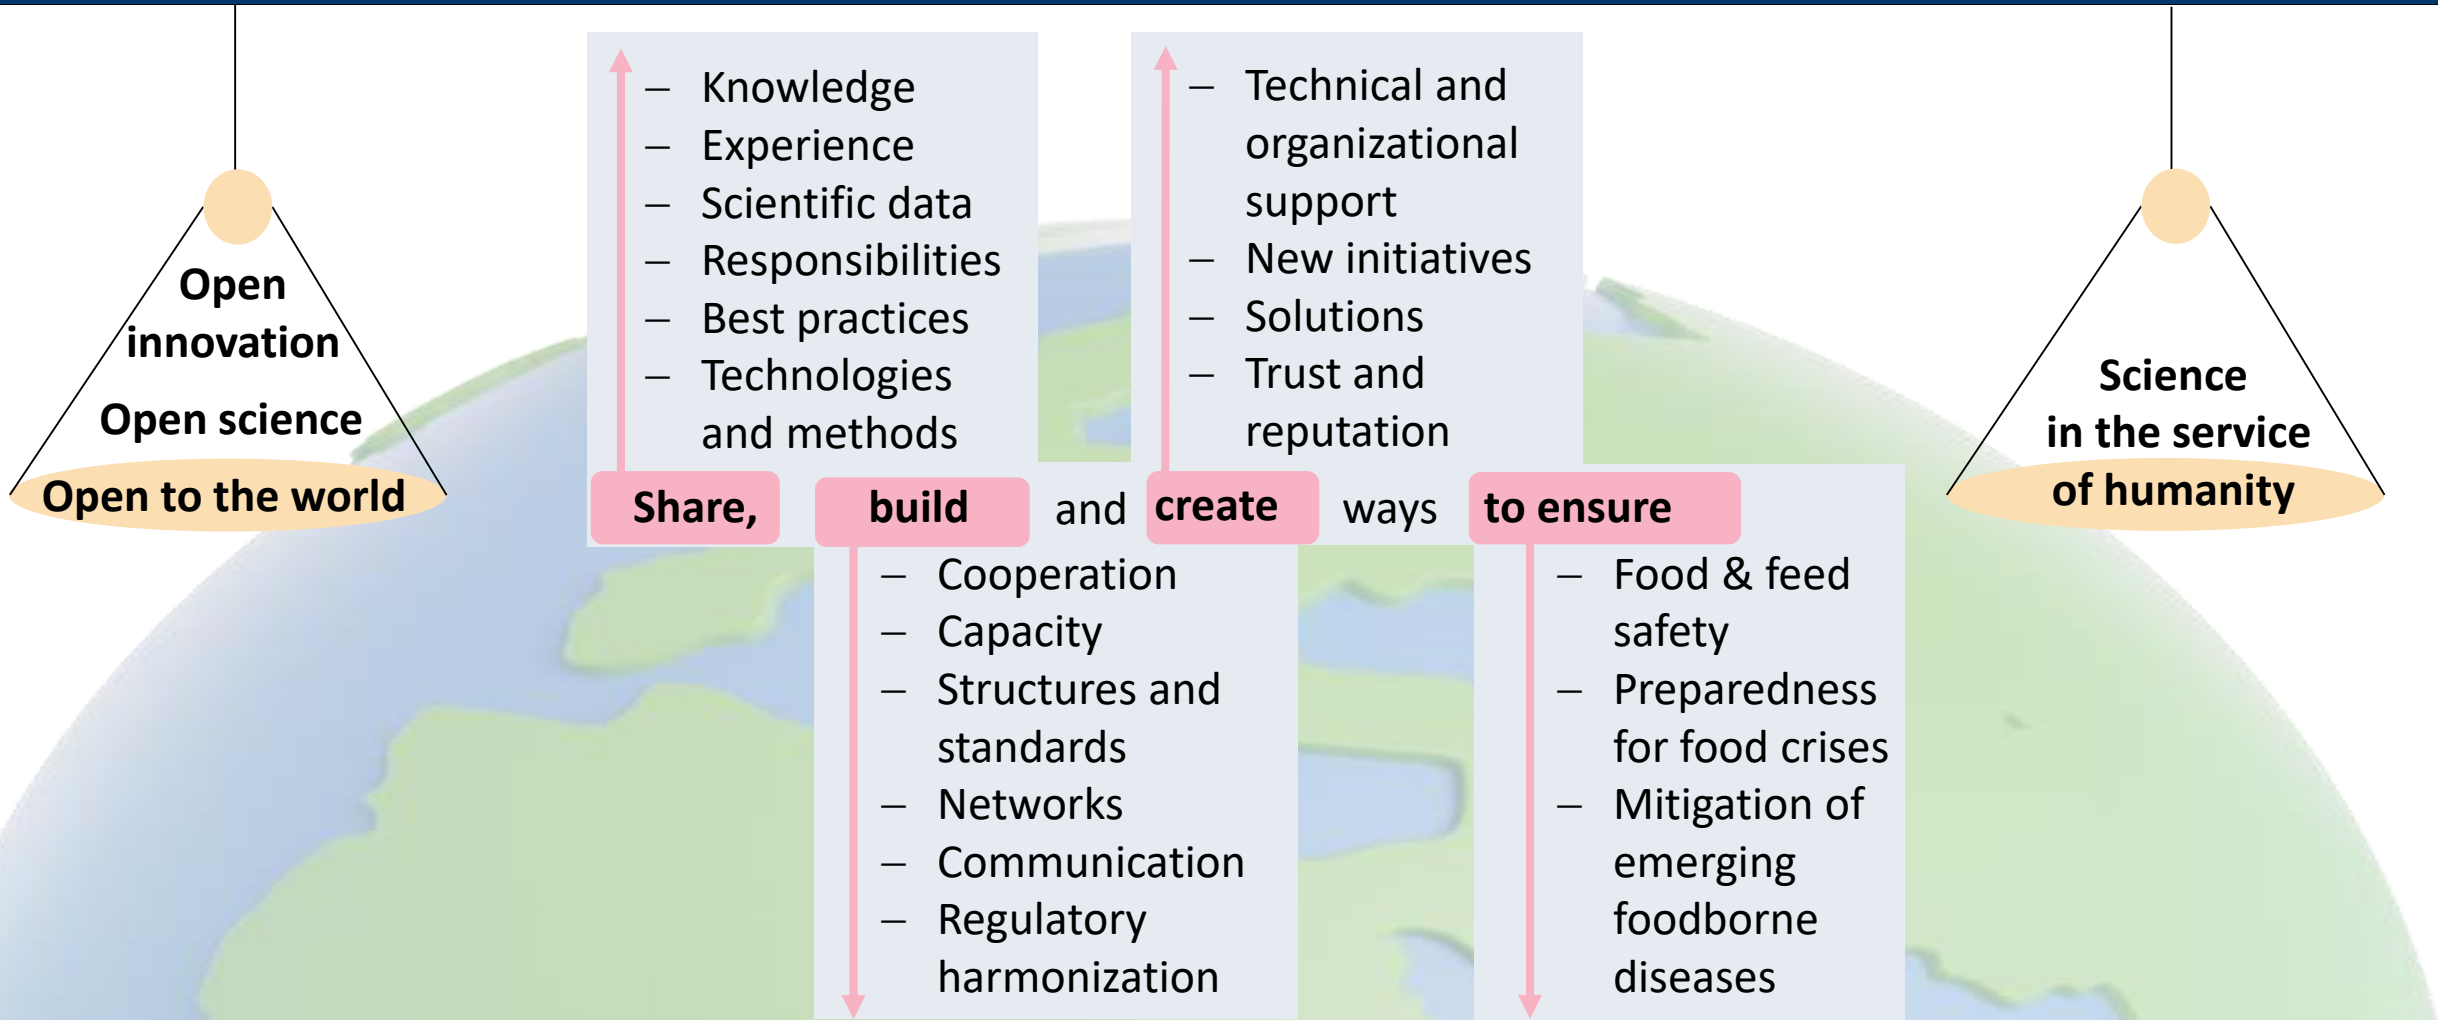 Open
innovation
Open science
Open to the world
– Knowledge
– Experience
– Scientific data
– Responsibilities
– Best practices
– Technologies
and methods
– Technical and
organizational
support
– New initiatives
– Solutions
– Trust and
reputation
Share, build and create ways to ensure
– Cooperation
– Capacity
– Structures and
standards
– Networks
– Communication
– Regulatory
harmonization
– Food & feed
safety
– Preparedness
for food crises
– Mitigation of
emerging
foodborne
diseases
Science
in the service
of humanity